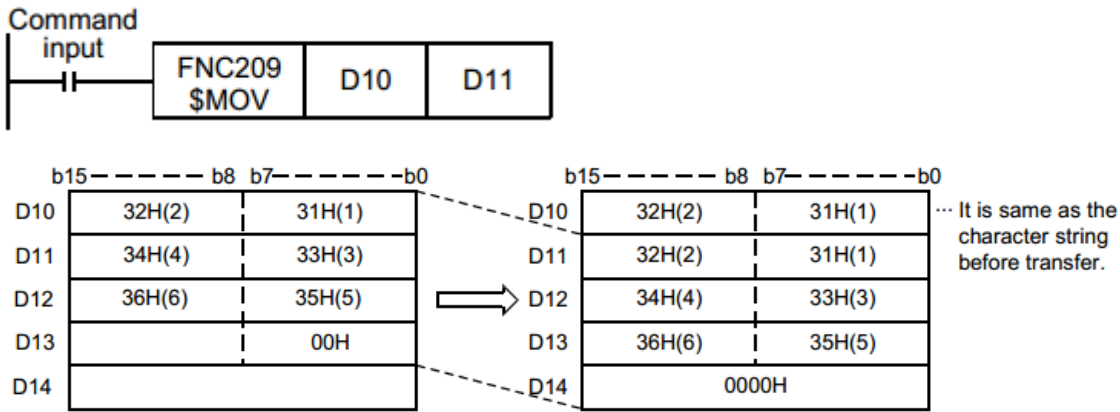 Command
input
FNC209
$MOV
D10
D11
b15 b8 b7 b0
D10 32H(2) 31H(1)
D11 34H(4) 33H(3)
D12 36H(6) 35H(5)
D13 00H
D14
b15 b8 b7 b0
D10 32H(2) 31H(1)
D11 32H(2) 31H(1)
D12 34H(4) 33H(3)
D13 36H(6) 35H(5)
D14 0000H
··· It is same as the
character string
before transfer.